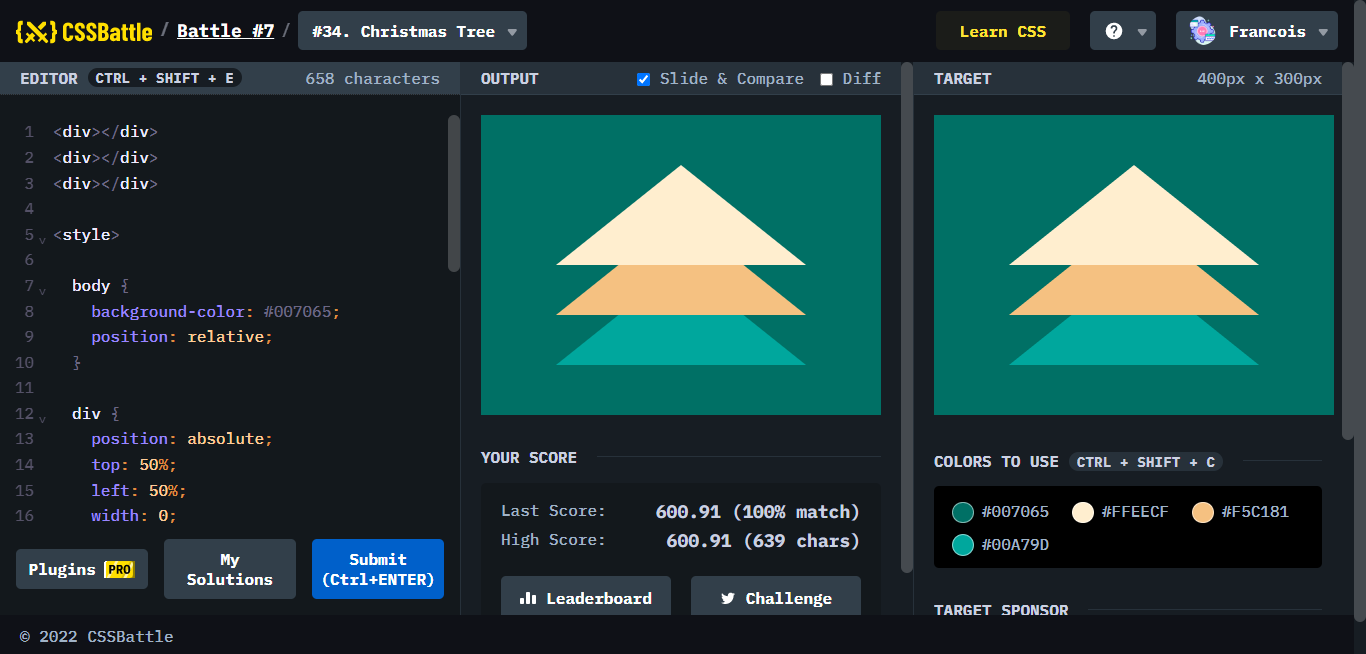 CSSBattle / Battle #7 / #34. Christmas Tree
Learn CSS
?
Francois
EDITOR CTRL + SHIFT + E 658 characters
1 <div></div>
2 <div></div>
3 <div></div>
4
5 <style>
6
7 body {
8 background-color: #007065;
9 position: relative;
10 }
11
12 div {
13 position: absolute;
14 top: 50%;
15 left: 50%;
16 width: 0;
Plugins PRO
My
Solutions
Submit
(Ctrl+ENTER)
OUTPUT
Slide & Compare
Diff
YOUR SCORE
Last Score: 600.91 (100% match)
High Score: 600.91 (639 chars)
Leaderboard
Challenge
TARGET 400px x 300px
COLORS TO USE CTRL + SHIFT + C
#007065 #FFEECF #F5C181
#00A79D
TARGET SPONSOR
© 2022 CSSBattle